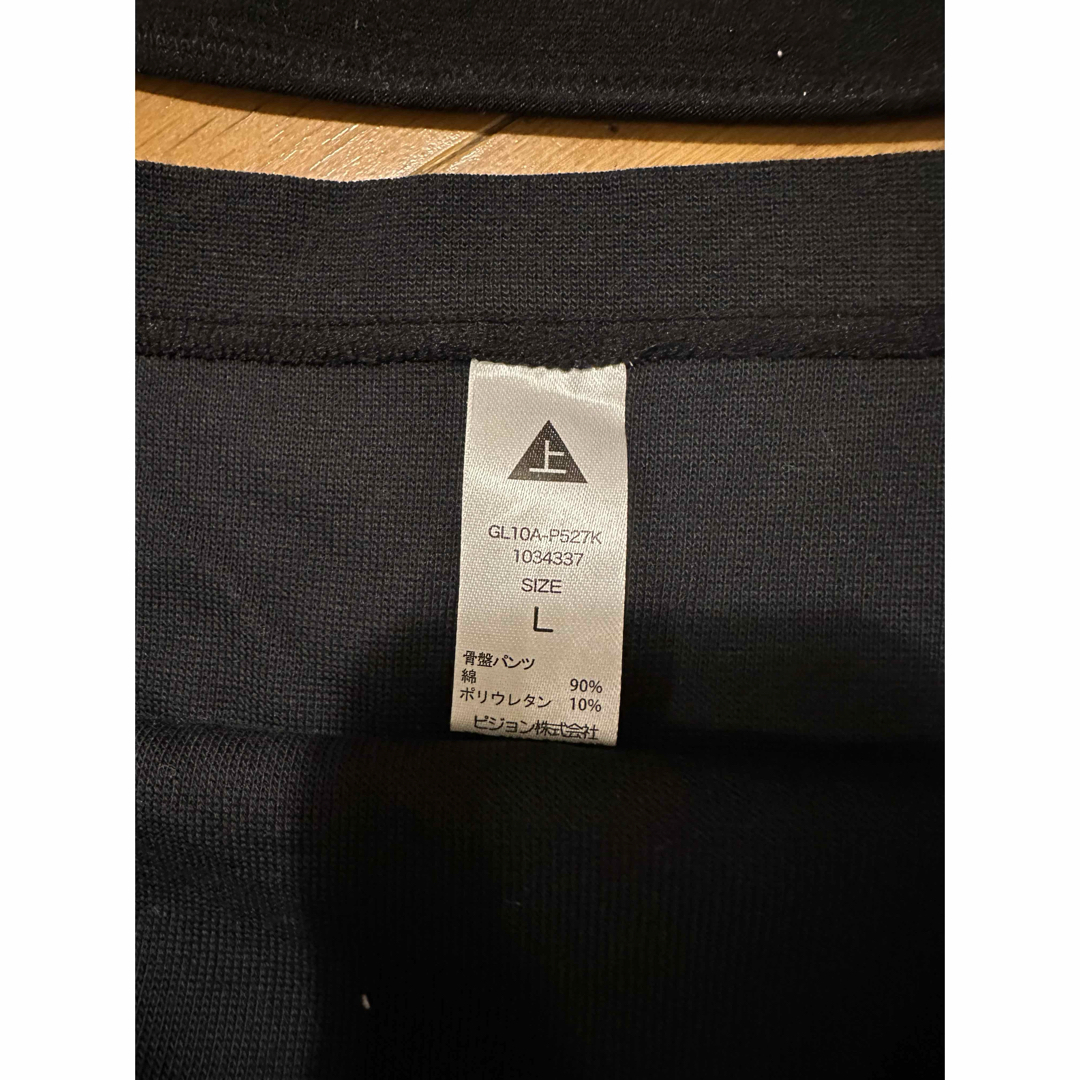 上
GL10A-P527K
1034337
SIZE
L
骨盤パンツ
綿 90%
ポリウレタン 10%
ピジョン株式会社